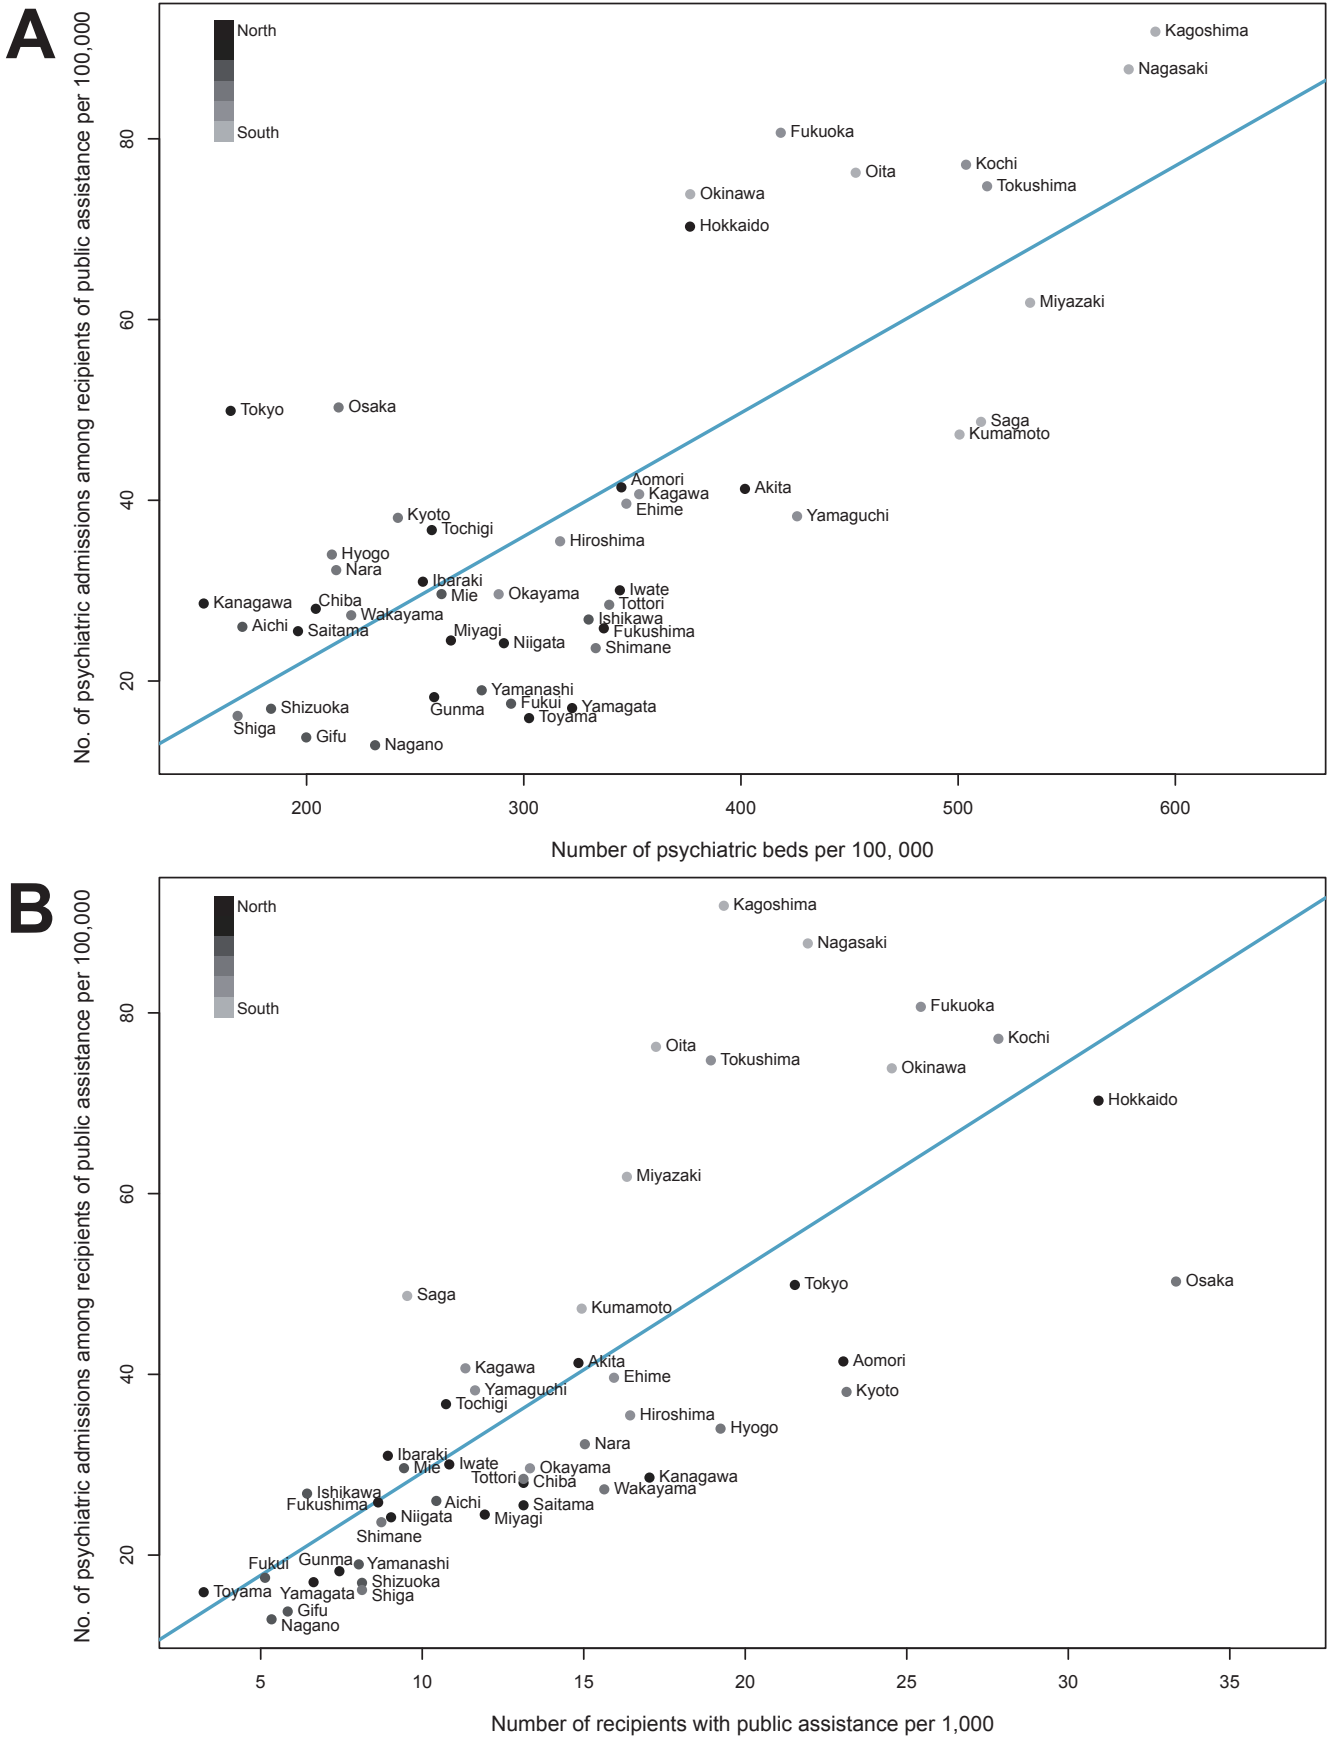 A
No. of psychiatric admissions among recipients of public assistance per 100,000
North
South
80
60
40
20
Kagoshima
Nagasaki
Fukuoka
Kochi
Oita
Tokushima
Okinawa
Hokkaido
Miyazaki
Tokyo
Osaka
Saga
Kumamoto
Aomori
Kagawa
Akita
Ehime
Kyoto
Yamaguchi
Tochigi
Hiroshima
Hyogo
Nara
Ibaraki
Mie
Okayama
Iwate
Kanagawa
Chiba
Tottori
Wakayama
Ishikawa
Aichi
Saitama
Miyagi
Fukushima
Niigata
Shimane
Yamanashi
Gunma
Fukui
Yamagata
Shizuoka
Toyama
Shiga
Gifu
Nagano
200
300
400
500
600
Number of psychiatric beds per 100, 000
B
No. of psychiatric admissions among recipients of public assistance per 100,000
North
South
80
60
40
20
Kagoshima
Nagasaki
Fukuoka
Kochi
Oita
Tokushima
Okinawa
Hokkaido
Miyazaki
Tokyo
Osaka
Saga
Kumamoto
Akita
Aomori
Kagawa
Ehime
Yamaguchi
Kyoto
Tochigi
Hiroshima
Hyogo
Nara
Ibaraki
Mie
Iwate
Okayama
Tottori
Chiba
Kanagawa
Wakayama
Ishikawa
Fukushima
Aichi
Saitama
Niigata
Miyagi
Shimane
Fukui
Gunma
Yamanashi
Shizuoka
Toyama
Yamagata
Shiga
Gifu
Nagano
5
10
15
20
25
30
35
Number of recipients with public assistance per 1,000